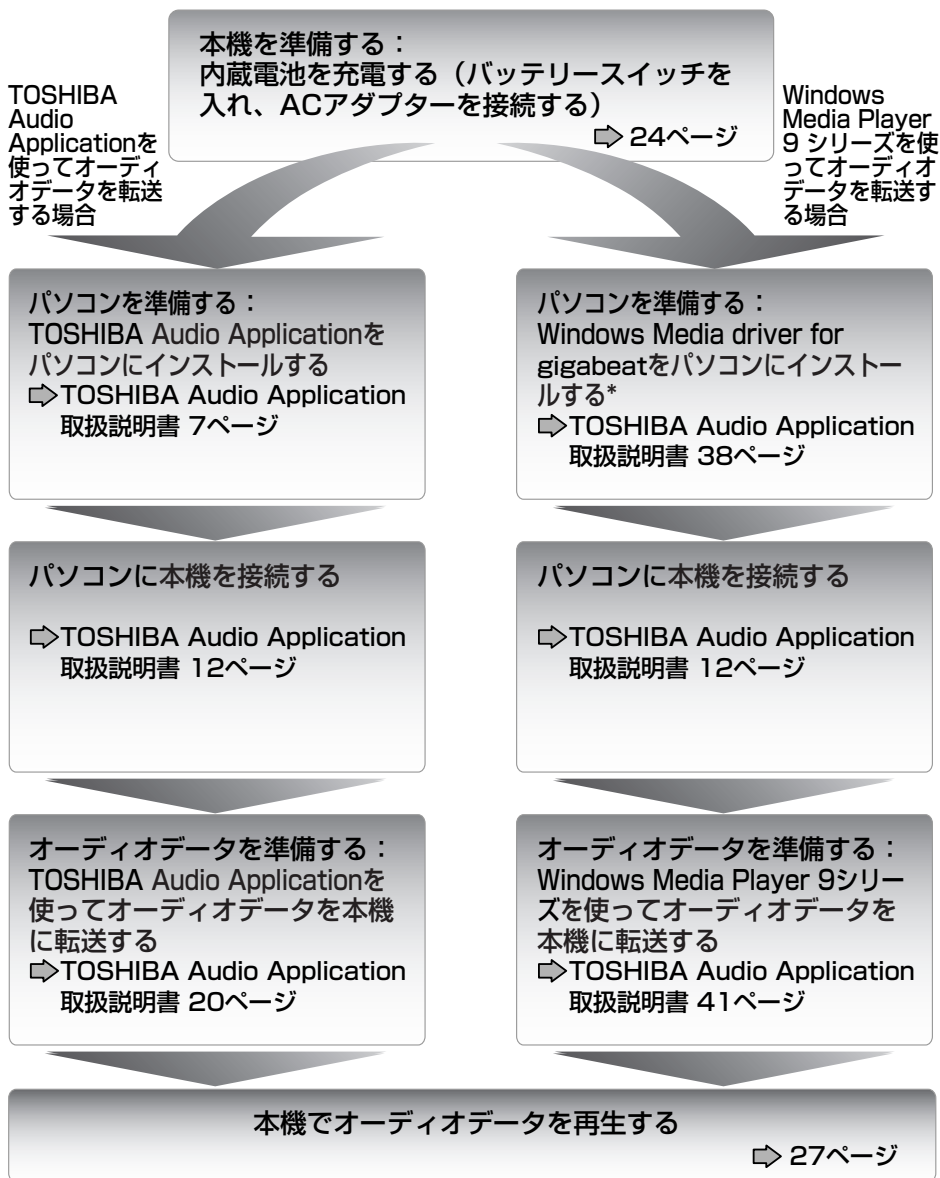 本機を準備する：
内蔵電池を充電する（バッテリースイッチを
入れ、ACアダプターを接続する）
⇨ 24ページ
TOSHIBA
Audio
Applicationを
使ってオーディ
オデータを転送
する場合
Windows
Media Player
9 シリーズを使
ってオーディオ
データを転送す
る場合
パソコンを準備する：
TOSHIBA Audio Applicationを
パソコンにインストールする
⇨TOSHIBA Audio Application
取扱説明書 7ページ
パソコンを準備する：
Windows Media driver for
gigabeatをパソコンにインストー
ルする*
⇨TOSHIBA Audio Application
取扱説明書 38ページ
パソコンに本機を接続する
⇨TOSHIBA Audio Application
取扱説明書 12ページ
パソコンに本機を接続する
⇨TOSHIBA Audio Application
取扱説明書 12ページ
オーディオデータを準備する：
TOSHIBA Audio Applicationを
使ってオーディオデータを本機
に転送する
⇨TOSHIBA Audio Application
取扱説明書 20ページ
オーディオデータを準備する：
Windows Media Player 9シリー
ズを使ってオーディオデータを
本機に転送する
⇨TOSHIBA Audio Application
取扱説明書 41ページ
本機でオーディオデータを再生する
⇨ 27ページ